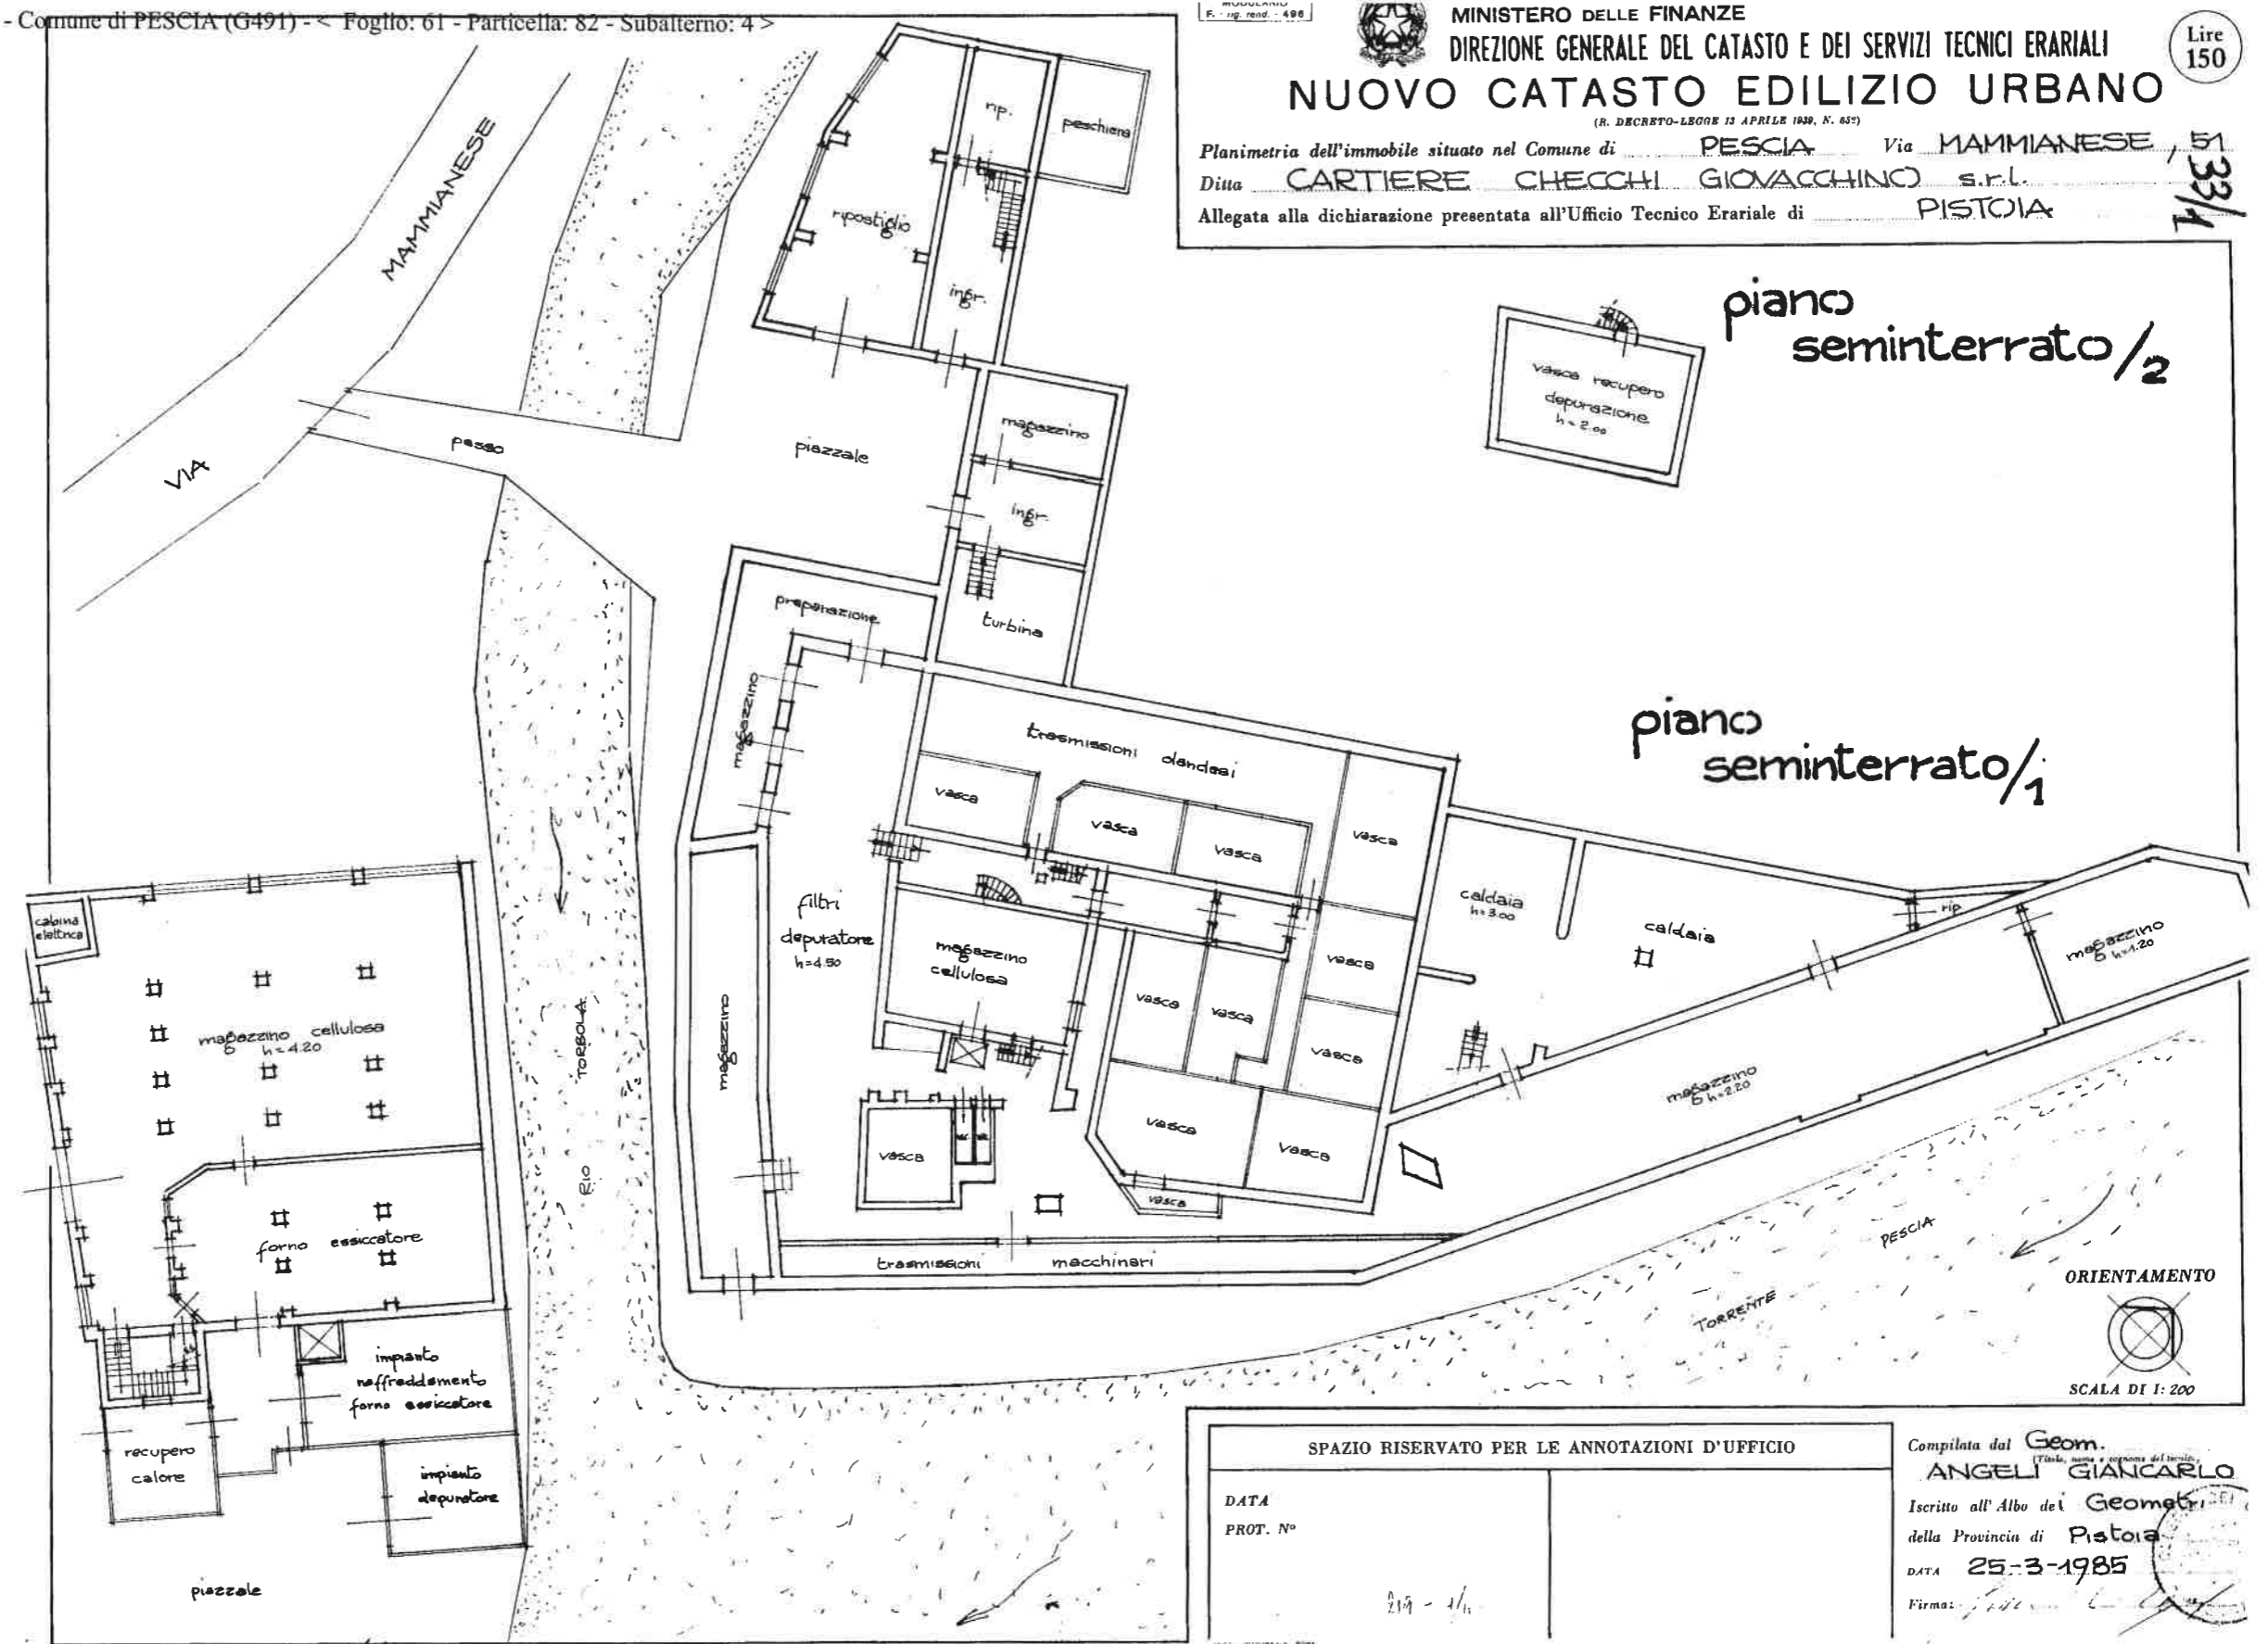 - Comune di PESCIA (G491) - < Foglio: 61 - Particella: 82 - Subalterno: 4 >
F. - rend. - 496
MINISTERO DELLE FINANZE
DIREZIONE GENERALE DEL CATASTO E DEI SERVIZI TECNICI ERARIALI
Lire
150
NUOVO CATASTO EDILIZIO URBANO
(R. DECRETO-LEGGE 13 APRILE 1939, N. 652)
Planimetria dell'immobile situato nel Comune di PESCIA Via MAMMIANESE, 51
Ditta CARTIERE CHECCHI GIOVACCHINO s.r.l.
Allegata alla dichiarazione presentata all'Ufficio Tecnico Erariale di PISTOIA
33/1
piano
seminterrato/2
vasca recupero
depurazione
h=2.00
VIA MAMMIANESE
rip.
peschiera
ripostiglio
ingr.
passo
piazzale
magazzino
ingr.
turbina
preparazione
magazzino
piano
seminterrato/1
trasmissioni olandesi
vasca
vasca
vasca
vasca
caldaia
h=3.00
caldaia
rip.
magazzino
h=1.20
filtri
depuratore
h=4.50
magazzino
cellulosa
vasca
vasca
vasca
vasca
magazzino
h=2.20
vasca
vasca
vasca
vasca
magazzino
trasmissioni macchinari
RIO TORBOLA
cabina
elettrica
magazzino cellulosa
h=4.20
forno essiccatore
impianto
raffreddamento
forno essiccatore
recupero
calore
impianto
depuratore
piazzale
TORRENTE PESCIA
ORIENTAMENTO
SCALA DI 1: 200
SPAZIO RISERVATO PER LE ANNOTAZIONI D'UFFICIO
DATA
PROT. N°
Compilata dal Geom.
(Titolo, nome e cognome del tecnico)
ANGELI GIANCARLO
Iscritto all'Albo dei Geometri
della Provincia di Pistoia
DATA 25-3-1985
Firma: